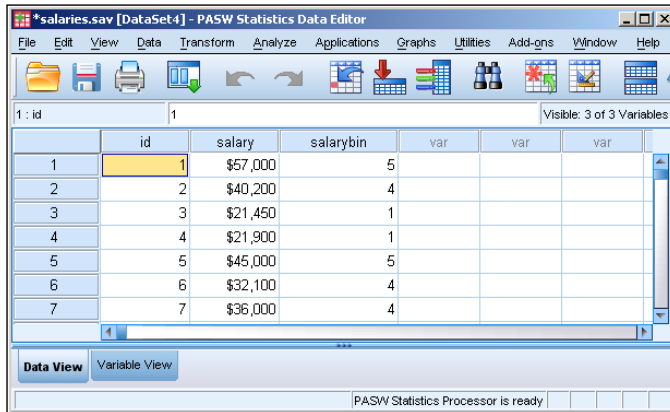 *salaries.sav [DataSet4] - PASW Statistics Data Editor
File Edit View Data Transform Analyze Applications Graphs Utilities Add-ons Window Help
1 : id 1 Visible: 3 of 3 Variables
id salary salarybin var var var
1 1 $57,000 5
2 2 $40,200 4
3 3 $21,450 1
4 4 $21,900 1
5 5 $45,000 5
6 6 $32,100 4
7 7 $36,000 4
Data View Variable View
PASW Statistics Processor is ready